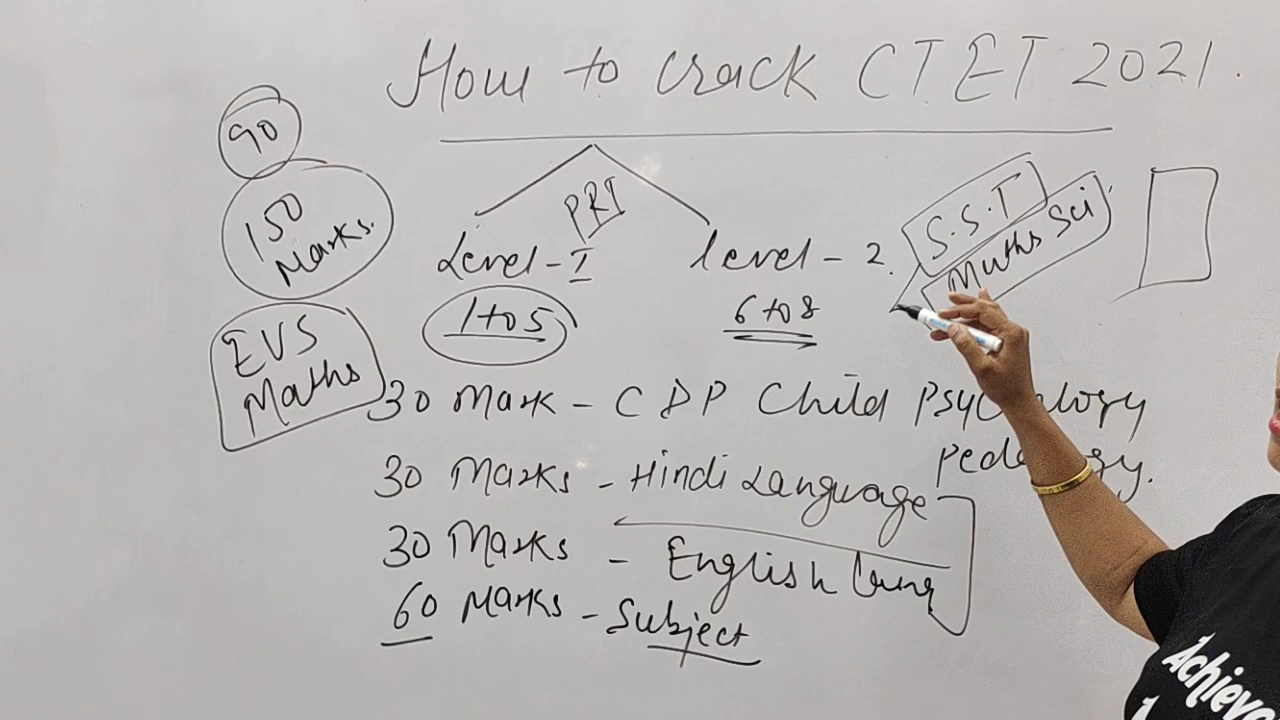 How to crack CTET 2021.
90
150
Marks.
EVS
Maths
PRT
Level-I
1 to 5
level-2.
6 to 8
S.S.T
Maths Sci
30 Mark - CDP Child Psychology
Pedagogy.
30 Marks - Hindi Language
30 Marks - English Lang
60 Marks - Subject
Achieve